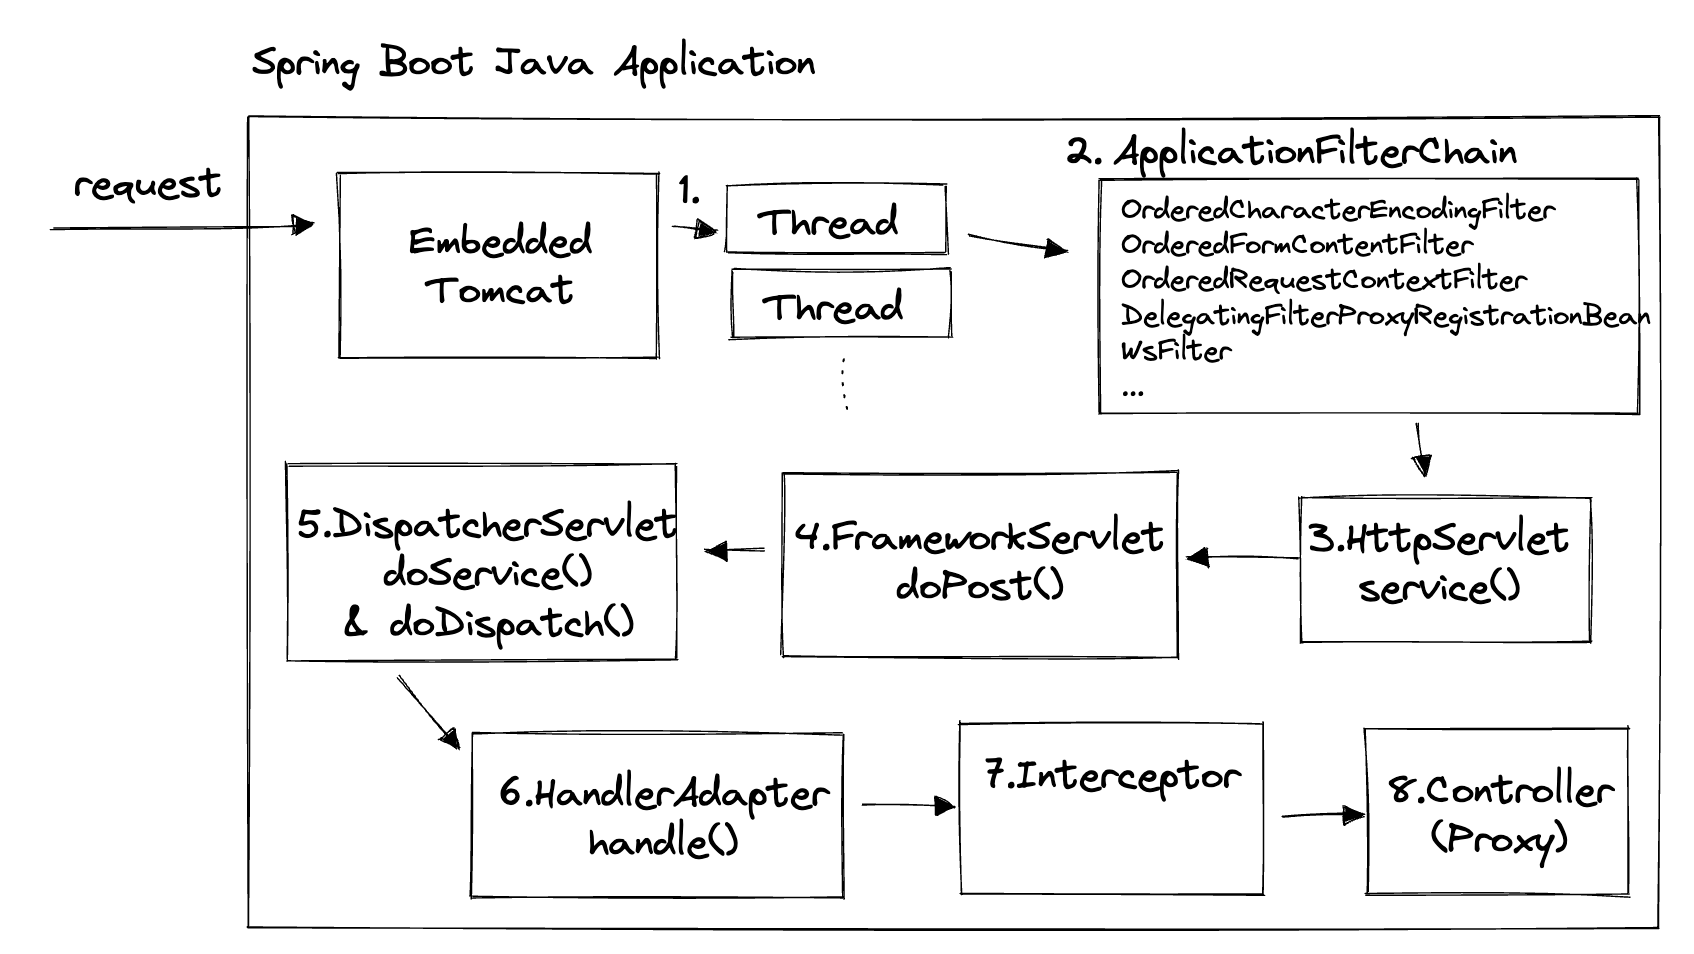 Spring Boot Java Application
request
Embedded
Tomcat
1.
Thread
Thread
2. ApplicationFilterChain
OrderedCharacterEncodingFilter
OrderedFormContentFilter
OrderedRequestContextFilter
DelegatingFilterProxyRegistrationBean
WsFilter
...
3.HttpServlet
service()
4.FrameworkServlet
doPost()
5.DispatcherServlet
doService()
& doDispatch()
6.HandlerAdapter
handle()
7.Interceptor
8.Controller
(Proxy)